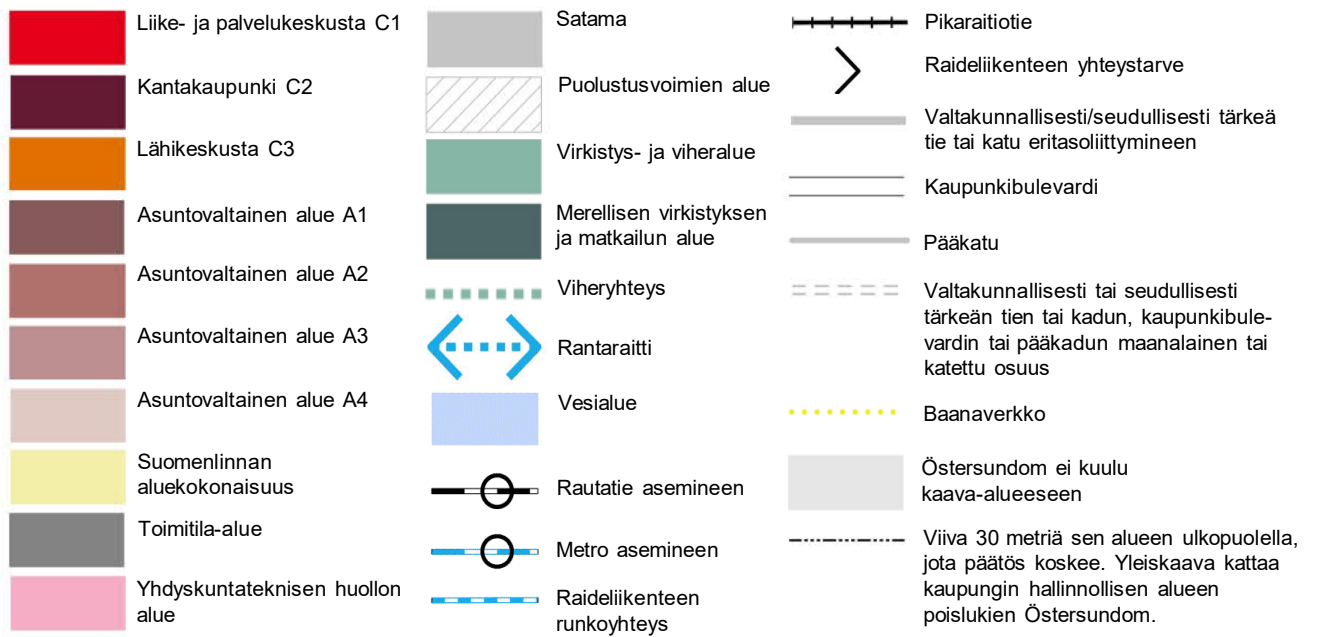 Liike- ja palvelukeskusta C1
Kantakaupunki C2
Lähikeskusta C3
Asuntovaltainen alue A1
Asuntovaltainen alue A2
Asuntovaltainen alue A3
Asuntovaltainen alue A4
Suomenlinnan
aluekokonaisuus
Toimitila-alue
Yhdyskuntateknisen huollon
alue
Satama
Puolustusvoimien alue
Virkistys- ja viheralue
Merellisen virkistyksen
ja matkailun alue
Viheryhteys
Rantaraitti
Vesialue
Rautatie asemineen
Metro asemineen
Raideliikenteen
runkoyhteys
Pikaraitiotie
Raideliikenteen yhteystarve
Valtakunnallisesti/seudullisesti tärkeä
tie tai katu eritasoliittymineen
Kaupunkibulevardi
Pääkatu
Valtakunnallisesti tai seudullisesti
tärkeän tien tai kadun, kaupunkibule-
vardin tai pääkadun maanalainen tai
katettu osuus
Baanaverkko
Östersundom ei kuulu
kaava-alueeseen
Viiva 30 metriä sen alueen ulkopuolella,
jota päätös koskee. Yleiskaava kattaa
kaupungin hallinnollisen alueen
poislukien Östersundom.